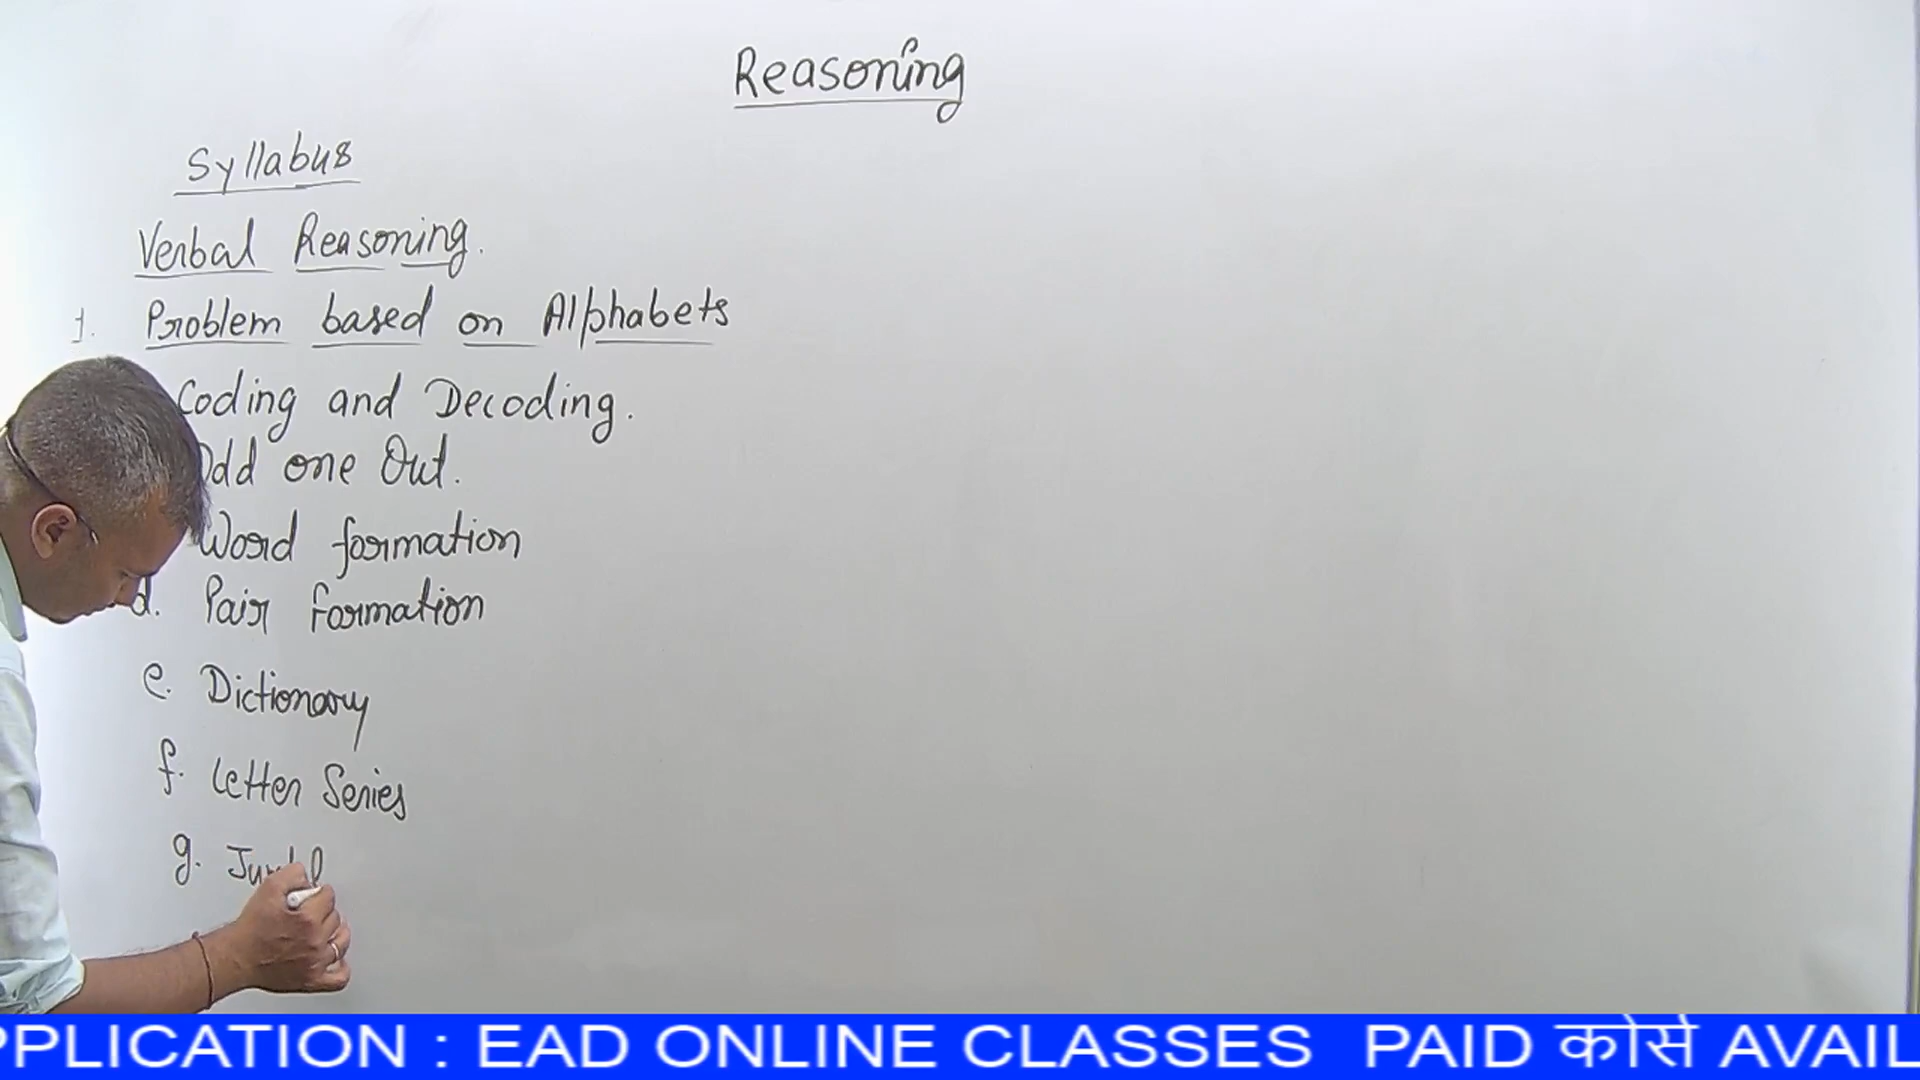 Reasoning
Syllabus
Verbal Reasoning.
1. Problem based on Alphabets
Coding and Decoding.
Odd one Out.
Word formation
d. Pair formation
e. Dictionary
f. Letter Series
g.
PPLICATION : EAD ONLINE CLASSES PAID कोर्स AVAIL